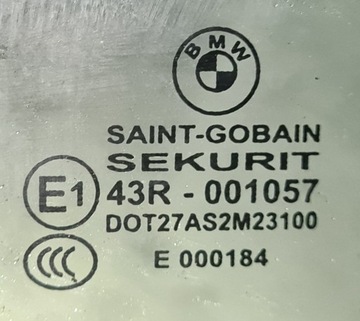 BMW
SAINT-GOBAIN
SEKURIT
E1 43R - 001057
DOT27AS2M23100
CCC E 000184